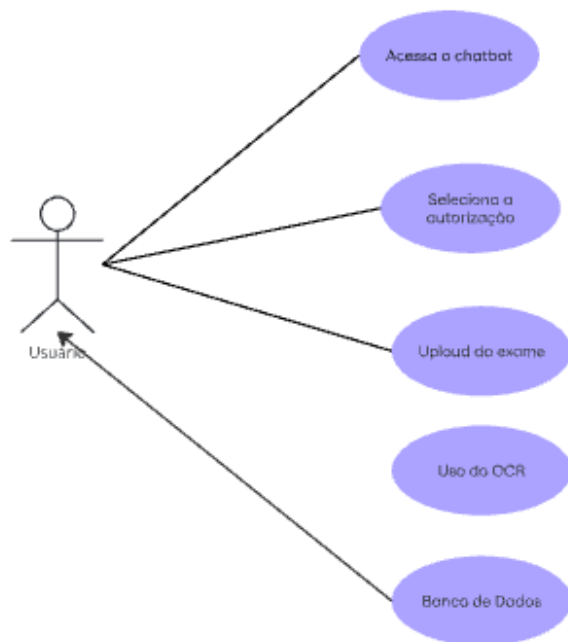 Acessa o chatbot
Seleciona a
autorização
Usuário
Uploud do exame
Uso do OCR
Banco de Dados